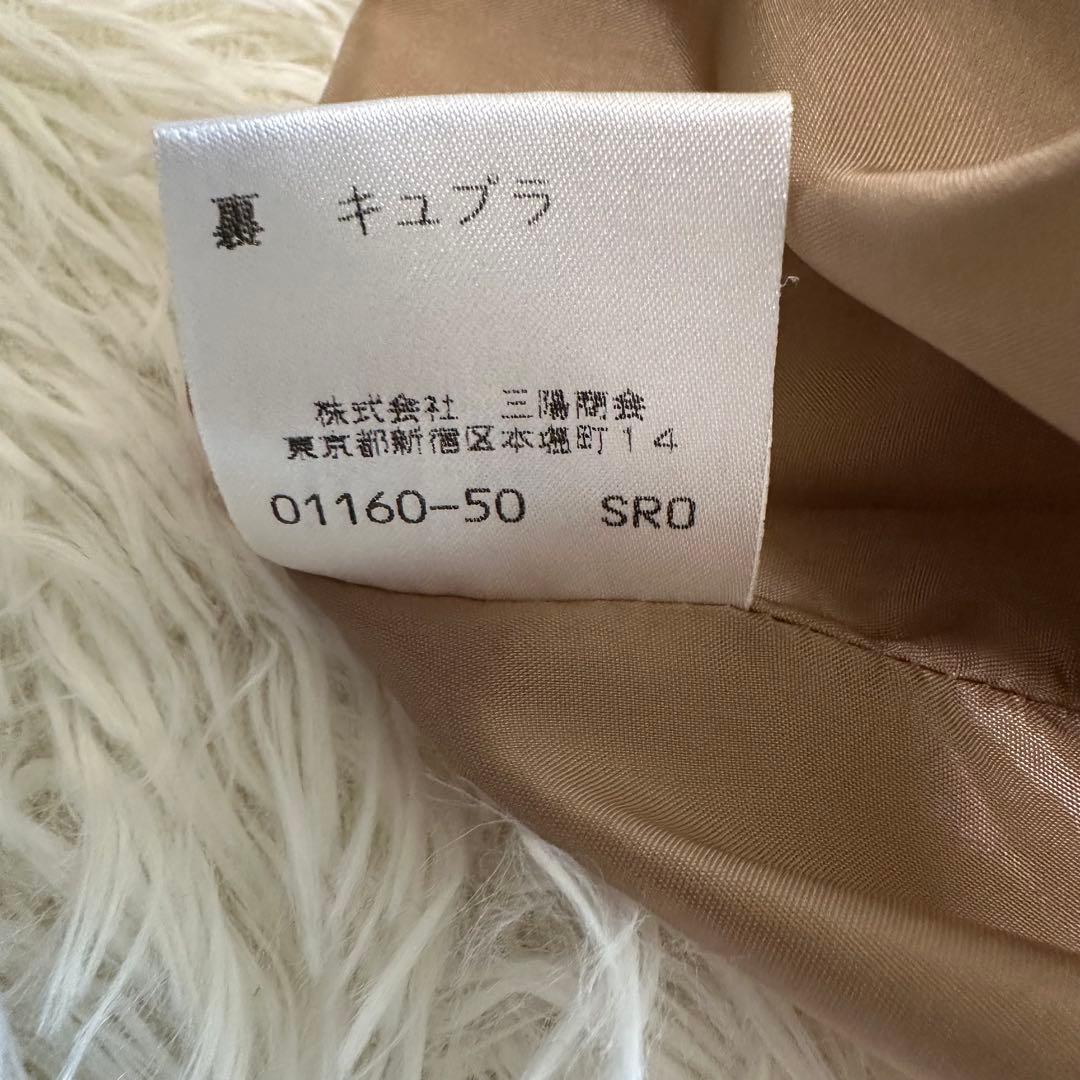 裏 キュプラ
株式会社 三陽商会
東京都新宿区本塩町14
01160-50 SRO